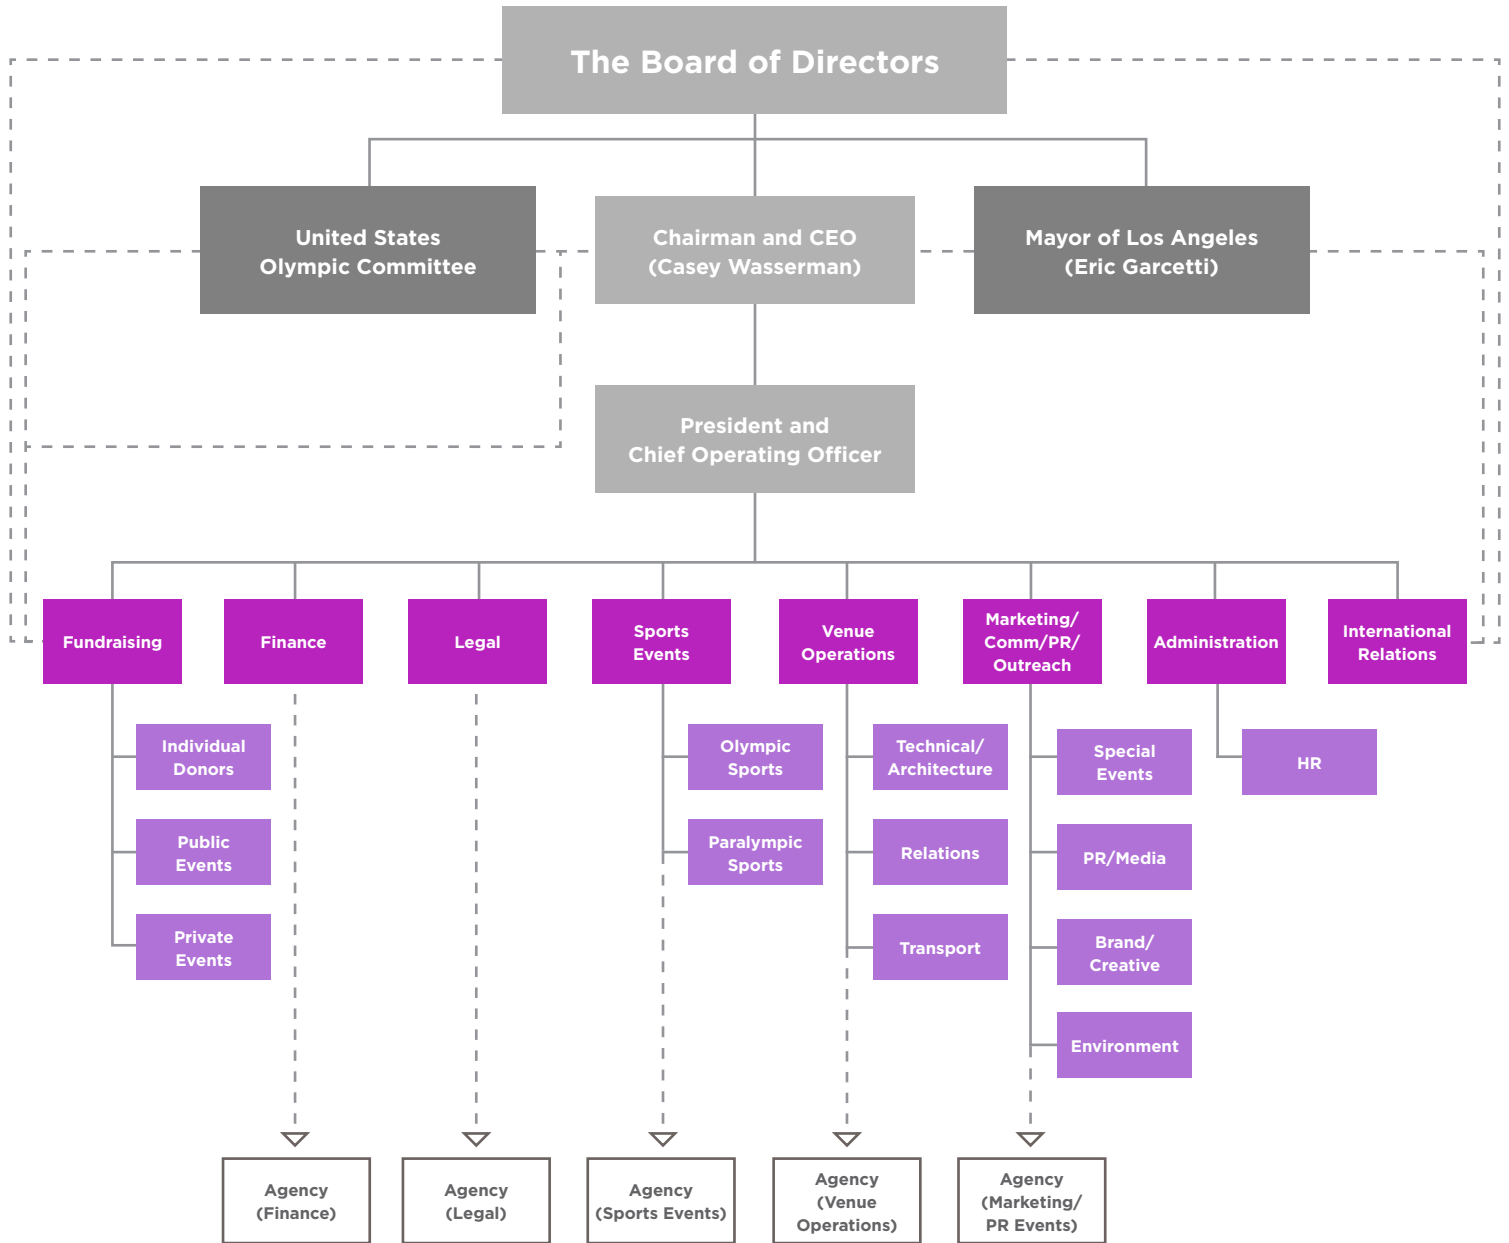 The Board of Directors
United States
Olympic Committee
Chairman and CEO
(Casey Wasserman)
Mayor of Los Angeles
(Eric Garcetti)
President and
Chief Operating Officer
Fundraising
Finance
Legal
Sports
Events
Venue
Operations
Marketing/
Comm/PR/
Outreach
Administration
International
Relations
Individual
Donors
Public
Events
Private
Events
Olympic
Sports
Paralympic
Sports
Technical/
Architecture
Relations
Transport
Special
Events
PR/Media
Brand/
Creative
Environment
HR
Agency
(Finance)
Agency
(Legal)
Agency
(Sports Events)
Agency
(Venue
Operations)
Agency
(Marketing/
PR Events)